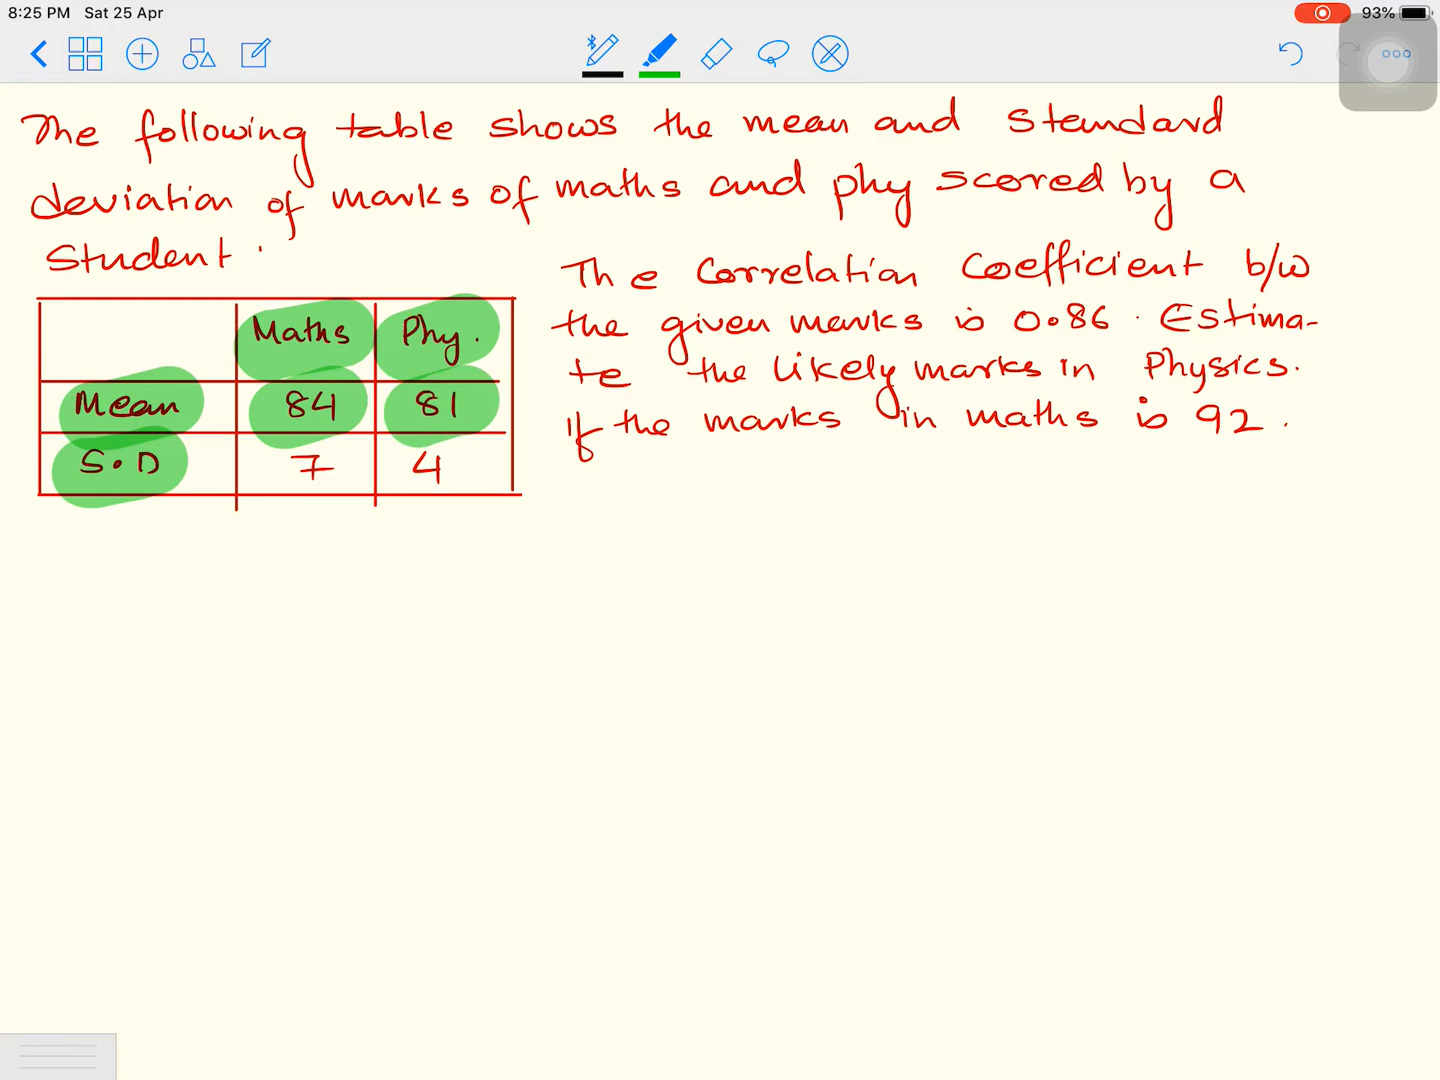 8:25 PM Sat 25 Apr 93%
The following table shows the mean and standard
deviation of marks of maths and phy scored by a
Student.
The Correlation Coefficient b/w
the given marks is 0.86. Estima-
te the likely marks in Physics.
if the marks in maths is 92.
Maths Phy.
Mean 84 81
S.D 7 4